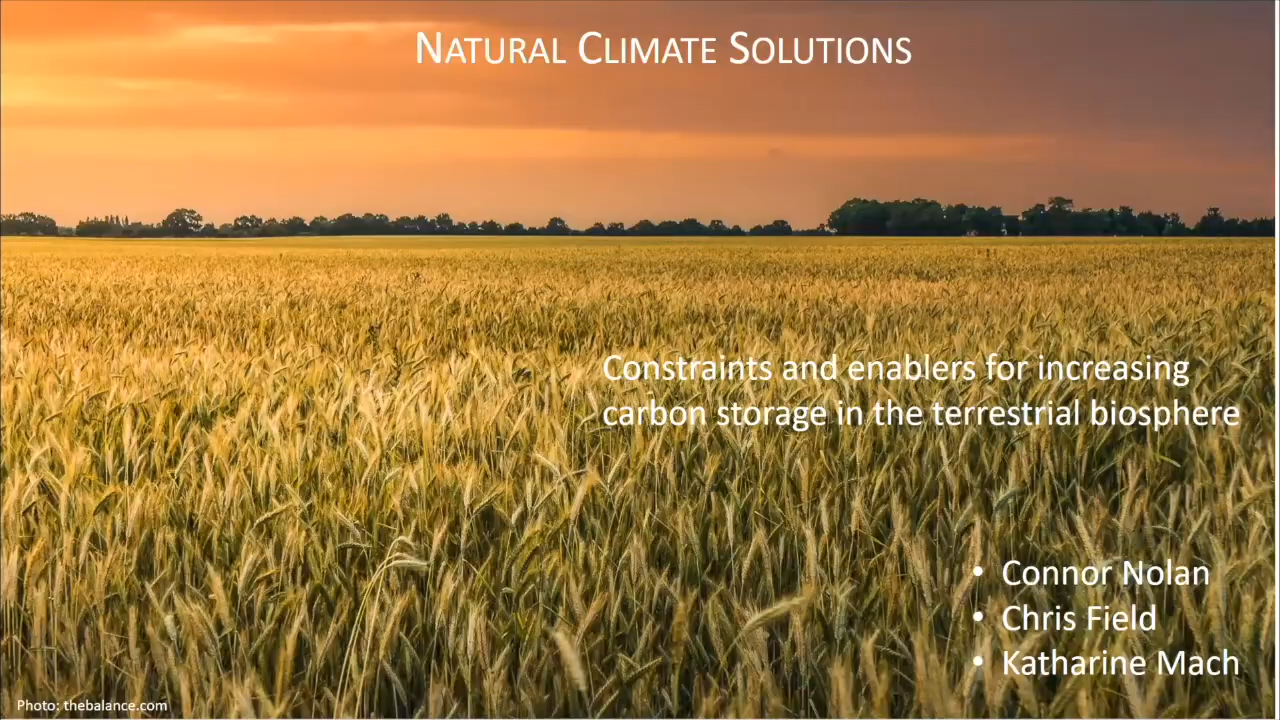 NATURAL CLIMATE SOLUTIONS
Constraints and enablers for increasing
carbon storage in the terrestrial biosphere
• Connor Nolan
• Chris Field
• Katharine Mach
Photo: thebalance.com